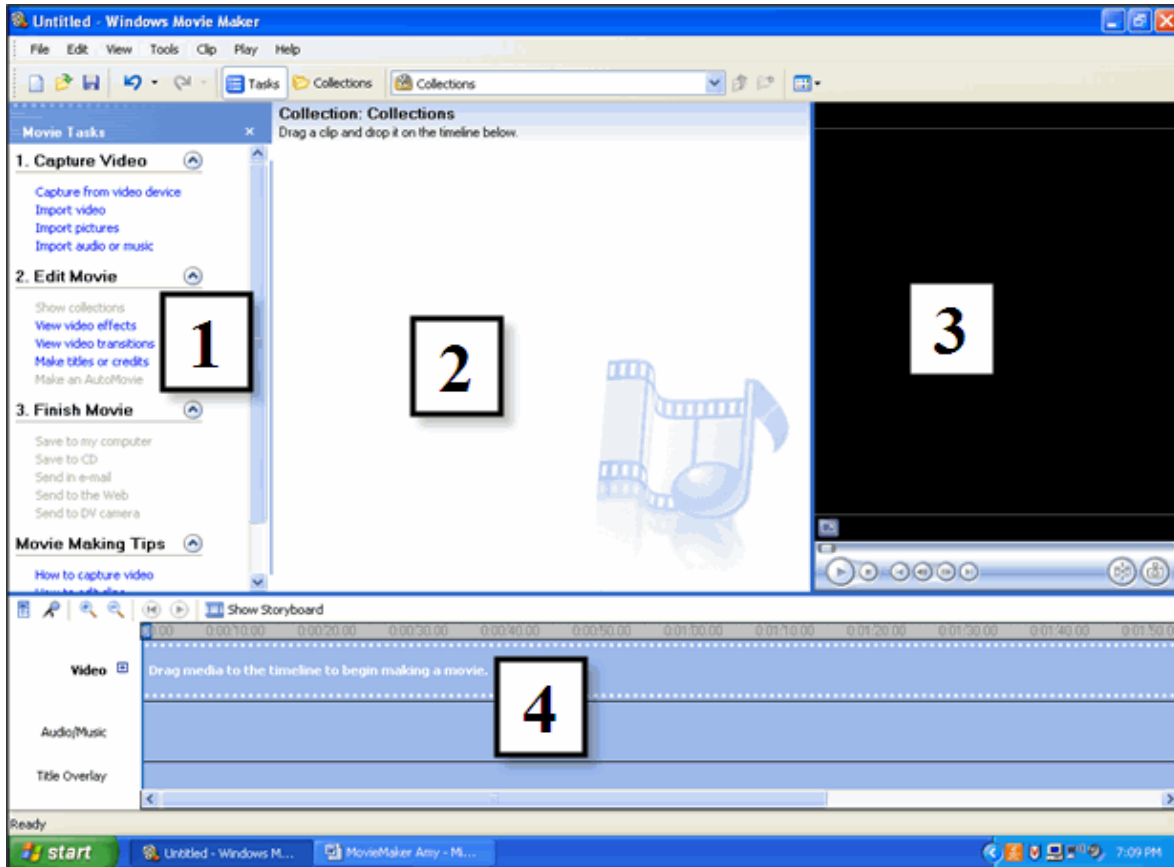 Untitled - Windows Movie Maker
File Edit View Tools Clip Play Help
Tasks Collections Collections
Movie Tasks
Collection: Collections
Drag a clip and drop it on the timeline below.
1. Capture Video
Capture from video device
Import video
Import pictures
Import audio or music
2. Edit Movie
Show collections
View video effects
View video transitions
Make titles or credits
Make an AutoMovie
3. Finish Movie
Save to my computer
Save to CD
Send in e-mail
Send to the Web
Send to DV camera
Movie Making Tips
How to capture video
1
2
3
Show Storyboard
0:00:10.00 0:00:20.00 0:00:30.00 0:00:40.00 0:00:50.00 0:01:00.00 0:01:10.00 0:01:20.00 0:01:30.00 0:01:40.00
Video
Drag media to the timeline to begin making a movie.
4
Audio/Music
Title Overlay
Ready
start Untitled - Windows M... MovieMaker Amy - Mi... 7:09 PM